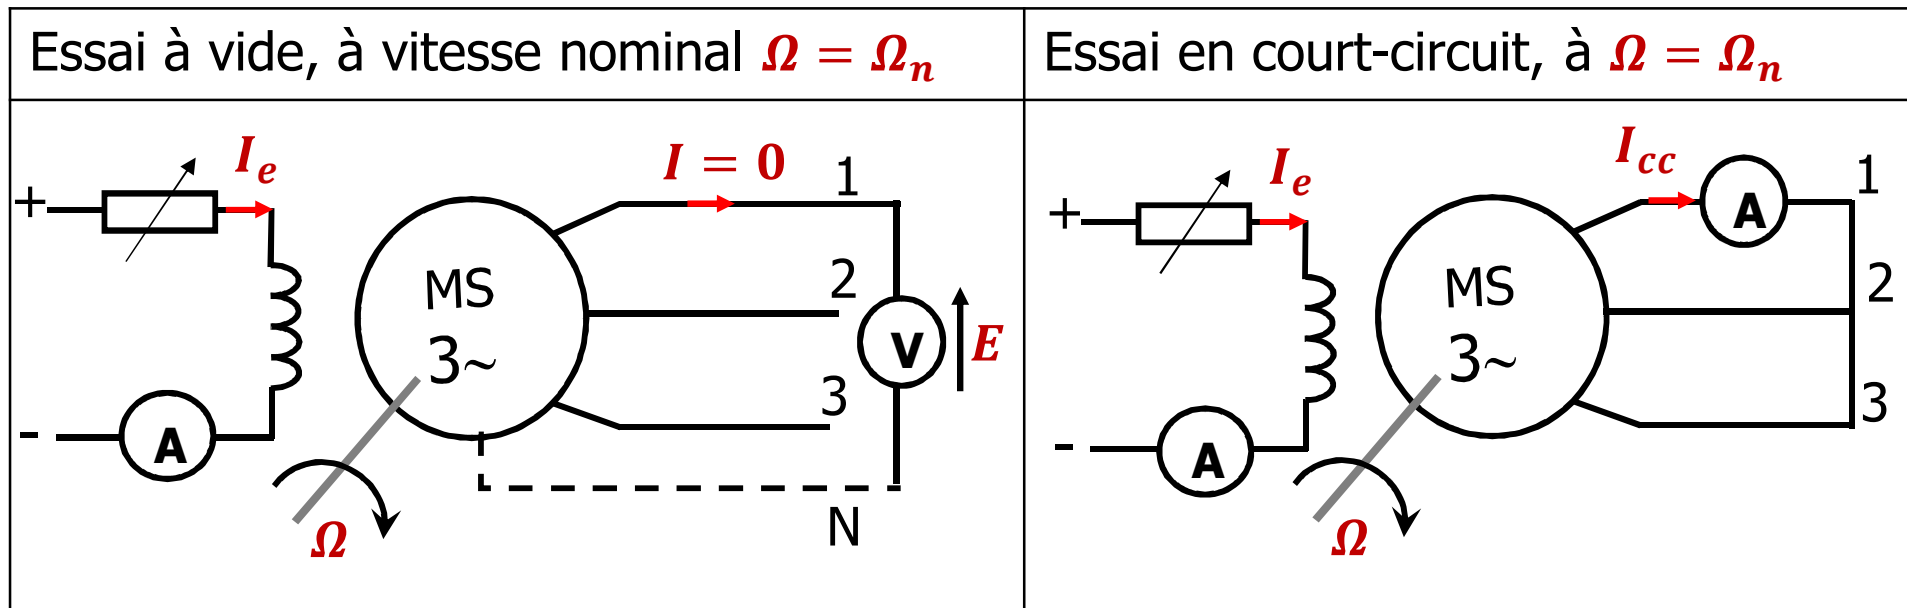 Essai à vide, à vitesse nominal Ω = Ωn
Essai en court-circuit, à Ω = Ωn
+
Ie
I = 0
1
MS
3~
2
V
E
3
-
A
Ω
N
+
Ie
Icc
A
1
MS
3~
2
3
-
A
Ω